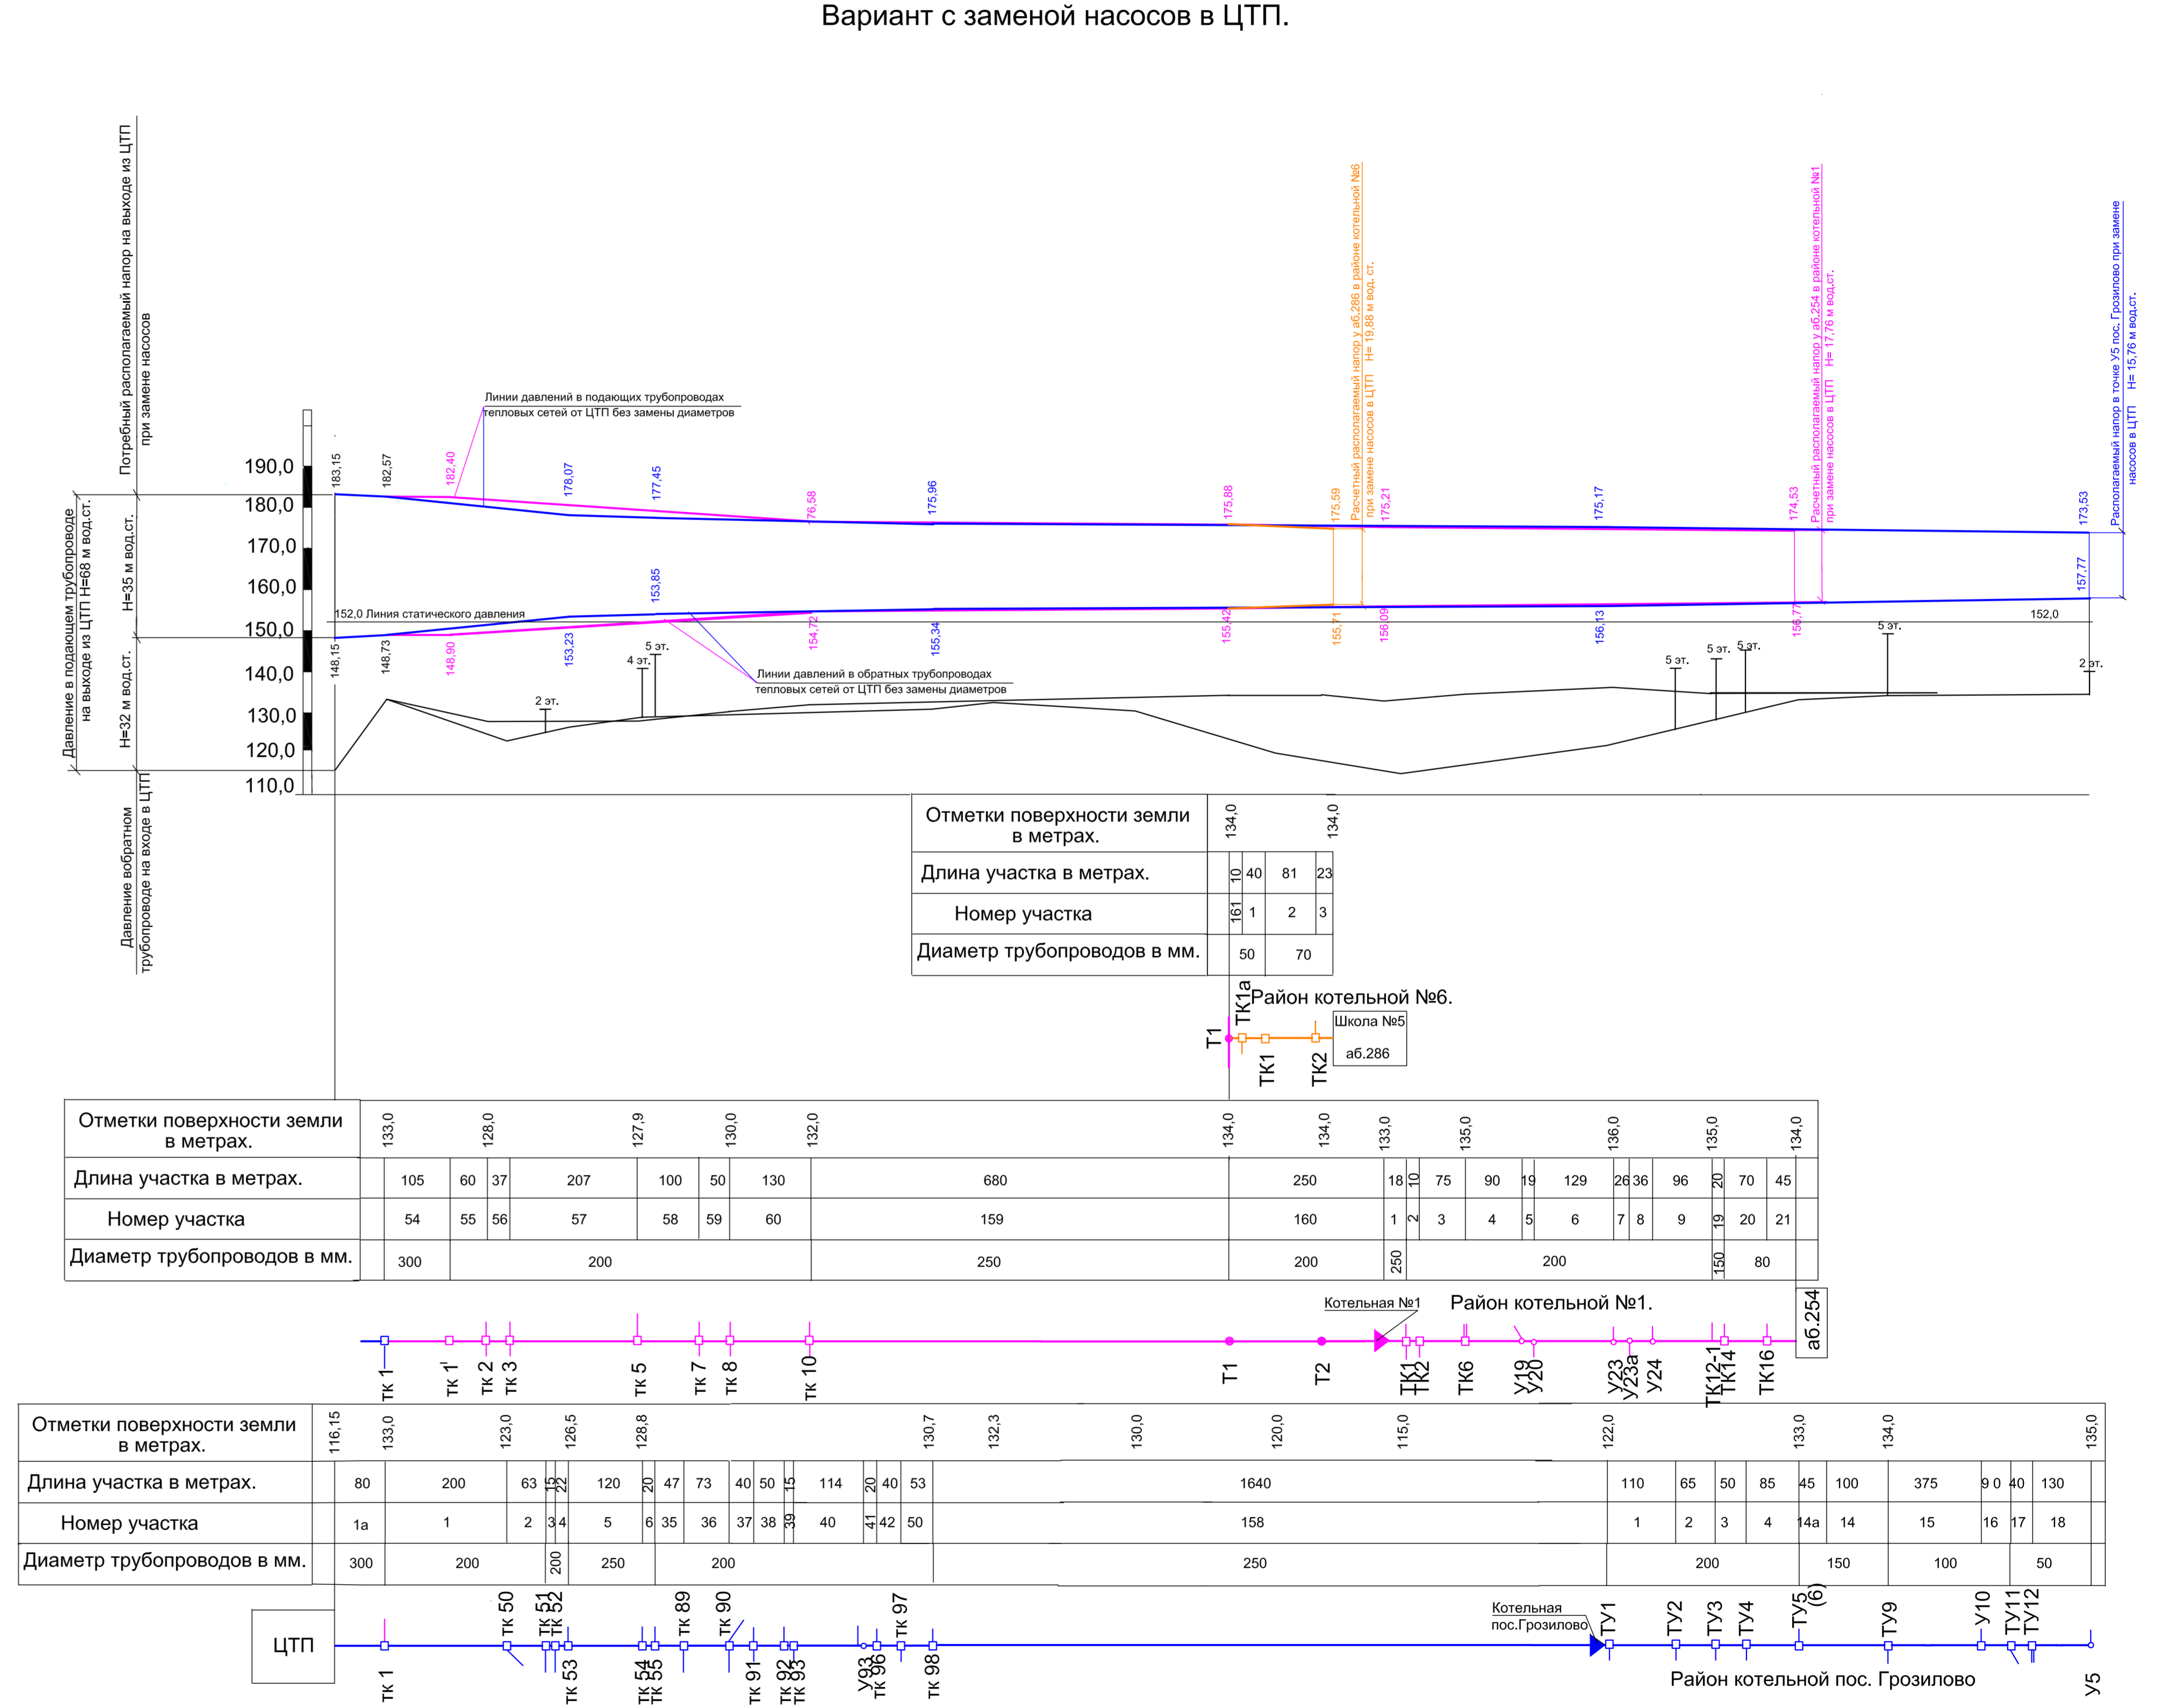 Вариант с заменой насосов в ЦТП.
Потребный располагаемый напор на выходе из ЦТП
при замене насосов
Давление в подающем трубопроводе
на выходе из ЦТП Н=68 м вод.ст.
Н=35 м вод.ст.
Н=32 м вод.ст.
Давление вобратном
трубопроводе на входе в ЦТП
190,0
180,0
170,0
160,0
150,0
140,0
130,0
120,0
110,0
Линии давлений в подающих трубопроводах
тепловых сетей от ЦТП без замены диаметров
183,15
182,57
182,40
178,07
177,45
176,58
175,96
175,88
175,59
175,21
175,17
174,53
173,53
Расчетный располагаемый напор у аб.286 в районе котельной №6
при замене насосов в ЦТП Н= 19,88 м вод. ст.
Расчетный располагаемый напор у аб.254 в районе котельной №1
при замене насосов в ЦТП Н= 17,76 м вод.ст.
Располагаемый напор в точке У5 пос. Грозилово при замене
насосов в ЦТП Н= 15,76 м вод.ст.
152,0 Линия статического давления
152,0
148,15
148,73
148,90
153,23
153,85
154,72
155,34
155,42
155,71
156,09
156,13
156,77
157,77
Линии давлений в обратных трубопроводах
тепловых сетей от ЦТП без замены диаметров
2 эт.
4 эт.
5 эт.
5 эт.
5 эт.
5 эт.
5 эт.
2 эт.
Отметки поверхности земли
в метрах.
134,0 134,0
Длина участка в метрах.
10 40 81 23
Номер участка
161 1 2 3
Диаметр трубопроводов в мм.
50 70
Район котельной №6.
Т1 ТК1а ТК1 ТК2
Школа №5
аб.286
Отметки поверхности земли
в метрах.
133,0 128,0 127,9 130,0 132,0 134,0 134,0 133,0 135,0 136,0 135,0 134,0
Длина участка в метрах.
105 60 37 207 100 50 130 680 250 18 10 75 90 19 129 26 36 96 20 70 45
Номер участка
54 55 56 57 58 59 60 159 160 1 2 3 4 5 6 7 8 9 19 20 21
Диаметр трубопроводов в мм.
300 200 250 200 250 200 150 80
Котельная №1
Район котельной №1.
аб.254
тк 1 тк 1' тк 2 тк 3 тк 5 тк 7 тк 8 тк 10 Т1 Т2 ТК1 ТК2 ТК6 У19 У20 У23 У23а У24 ТК12-1 ТК14 ТК16
Отметки поверхности земли
в метрах.
116,15 133,0 123,0 126,5 128,8 130,7 132,3 130,0 120,0 115,0 122,0 133,0 134,0 135,0
Длина участка в метрах.
80 200 63 15 22 120 20 47 73 40 50 15 114 20 40 53 1640 110 65 50 85 45 100 375 9 0 40 130
Номер участка
1а 1 2 3 4 5 6 35 36 37 38 39 40 41 42 50 158 1 2 3 4 14а 14 15 16 17 18
Диаметр трубопроводов в мм.
300 200 200 250 200 250 200 150 100 50
ЦТП
тк 1 тк 50 тк 51 тк 52 тк 53 тк 54 тк 55 тк 89 тк 90 тк 91 тк 92 тк 93 У93 тк 96 тк 97 тк 98
Котельная
пос.Грозилово
ТУ1 ТУ2 ТУ3 ТУ4 ТУ5 (6) ТУ9 У10 ТУ11 ТУ12 У5
Район котельной пос. Грозилово